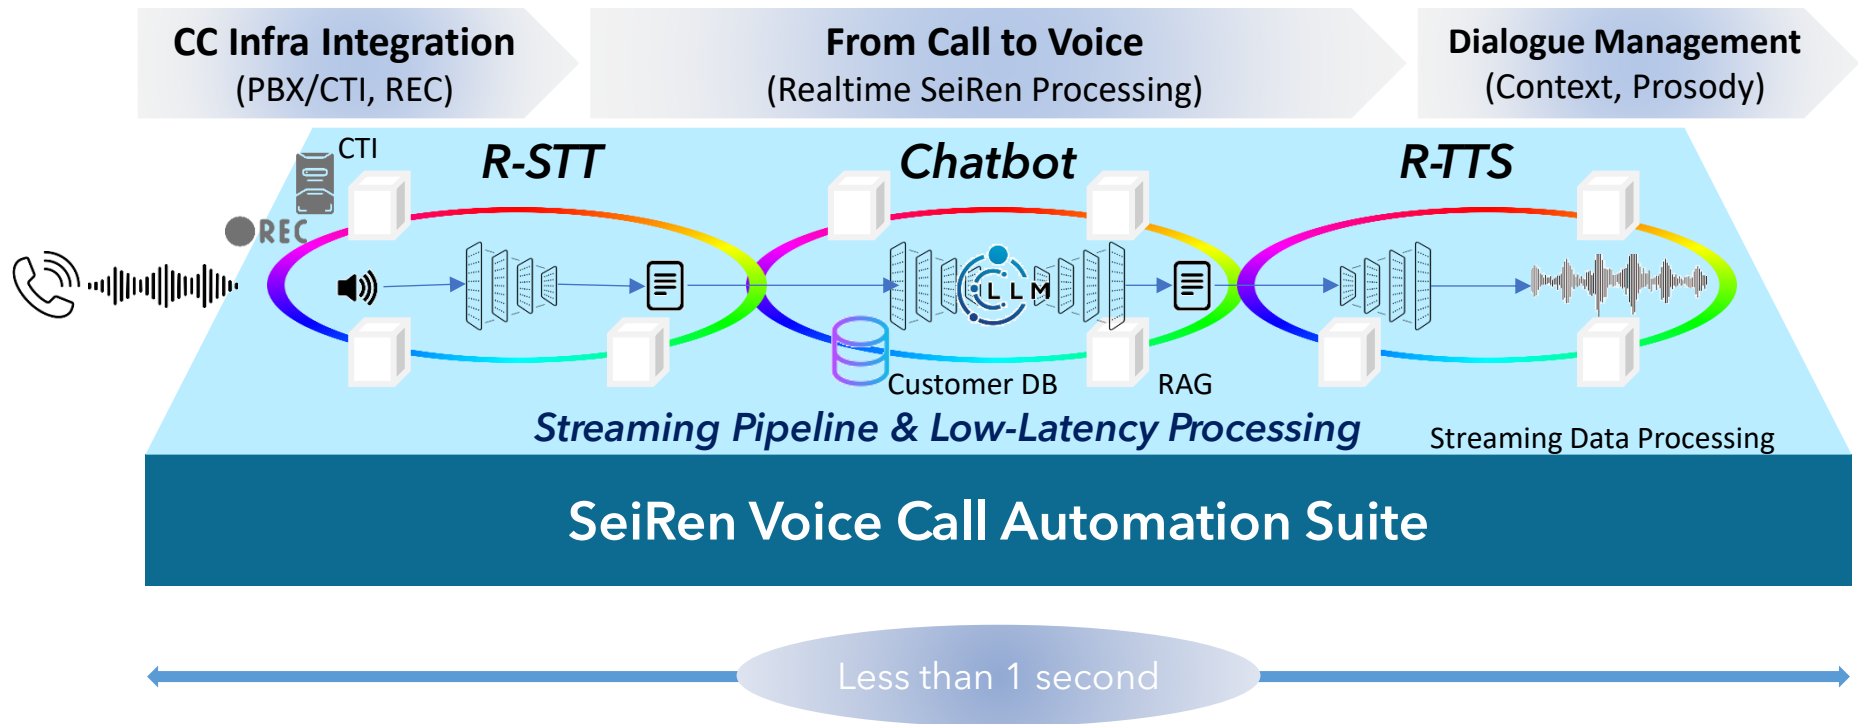 CC Infra Integration
(PBX/CTI, REC)
From Call to Voice
(Realtime SeiRen Processing)
Dialogue Management
(Context, Prosody)
CTI
R-STT
Chatbot
R-TTS
REC
LLM
Customer DB
RAG
Streaming Pipeline & Low-Latency Processing
Streaming Data Processing
SeiRen Voice Call Automation Suite
Less than 1 second